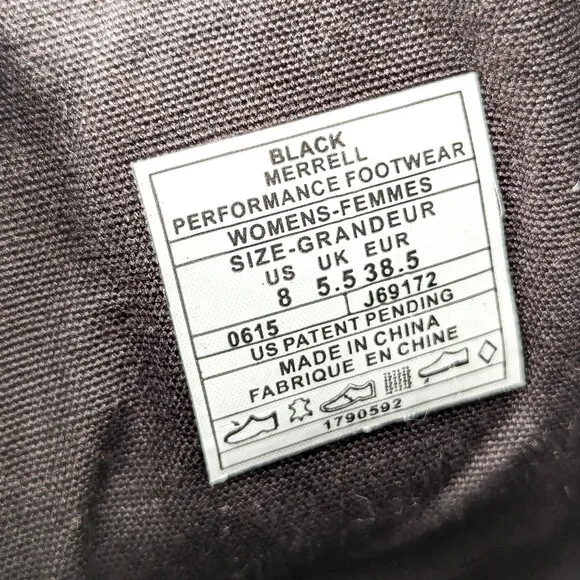 BLACK
MERRELL
PERFORMANCE FOOTWEAR
WOMENS-FEMMES
SIZE-GRANDEUR
US UK EUR
8 5.5 38.5
0615 J69172
US PATENT PENDING
MADE IN CHINA
FABRIQUE EN CHINE
1790592